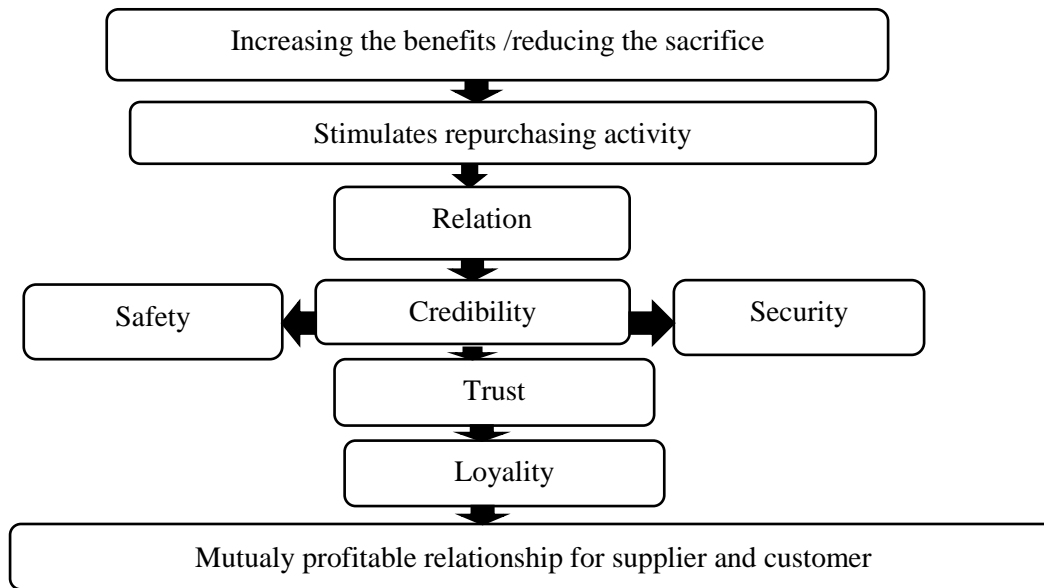 Increasing the benefits /reducing the sacrifice
Stimulates repurchasing activity
Relation
Safety
Credibility
Security
Trust
Loyality
Mutualy profitable relationship for supplier and customer